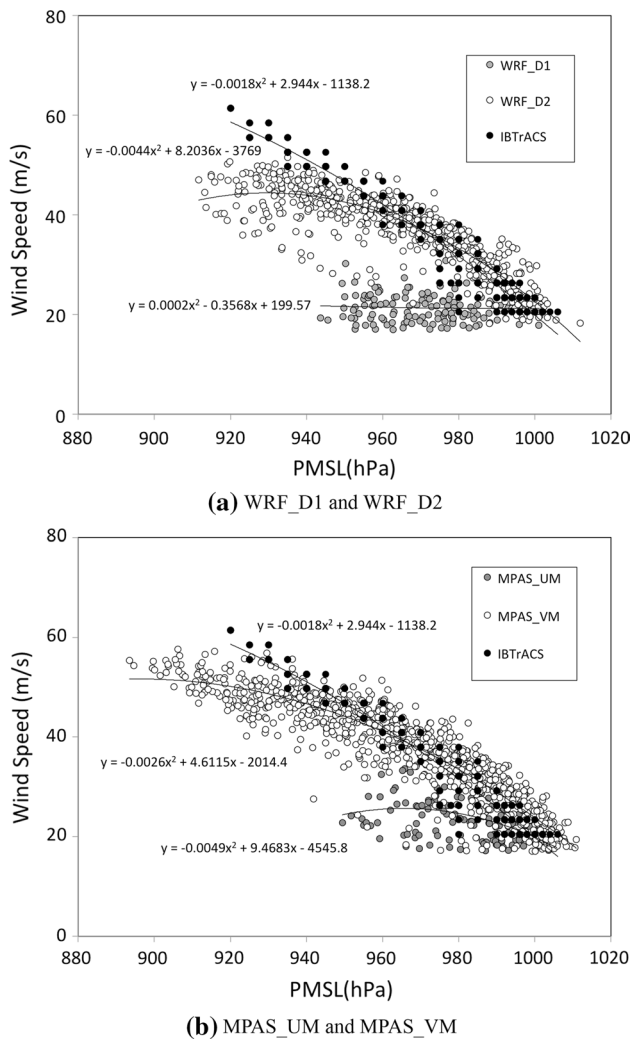 80
60
40
20
0
Wind Speed (m/s)
y = -0.0018x² + 2.944x - 1138.2
y = -0.0044x² + 8.2036x - 3769
y = 0.0002x² - 0.3568x + 199.57
WRF_D1
WRF_D2
IBTrACS
880 900 920 940 960 980 1000 1020
PMSL(hPa)
(a) WRF_D1 and WRF_D2
80
60
40
20
0
Wind Speed (m/s)
y = -0.0018x² + 2.944x - 1138.2
y = -0.0026x² + 4.6115x - 2014.4
y = -0.0049x² + 9.4683x - 4545.8
MPAS_UM
MPAS_VM
IBTrACS
880 900 920 940 960 980 1000 1020
PMSL(hPa)
(b) MPAS_UM and MPAS_VM